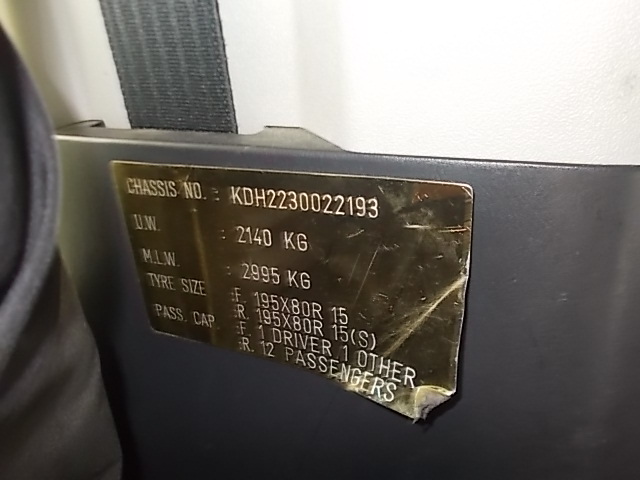 CHASSIS NO. : KDH2230022193
U.W. : 2140 KG
M.L.W. : 2995 KG
TYRE SIZE :F. 195X80R 15
:R. 195X80R 15(S)
PASS. CAP. :F. 1 DRIVER 1 OTHER
:R. 12 PASSENGERS